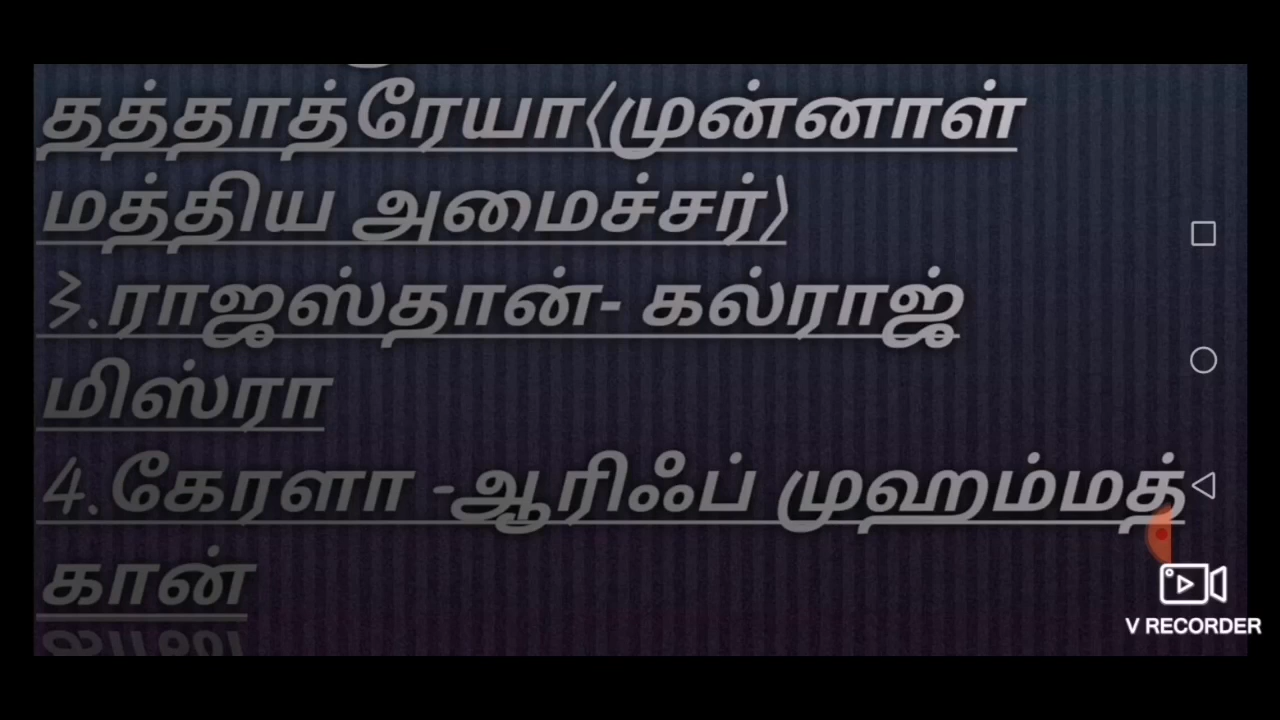 தத்தாத்ரேயா(முன்னாள்
மத்திய அமைச்சர்)
3.ராஜஸ்தான்- கல்ராஜ்
மிஸ்ரா
4.கேரளா -ஆரிஃப் முஹம்மத்
கான்
V RECORDER